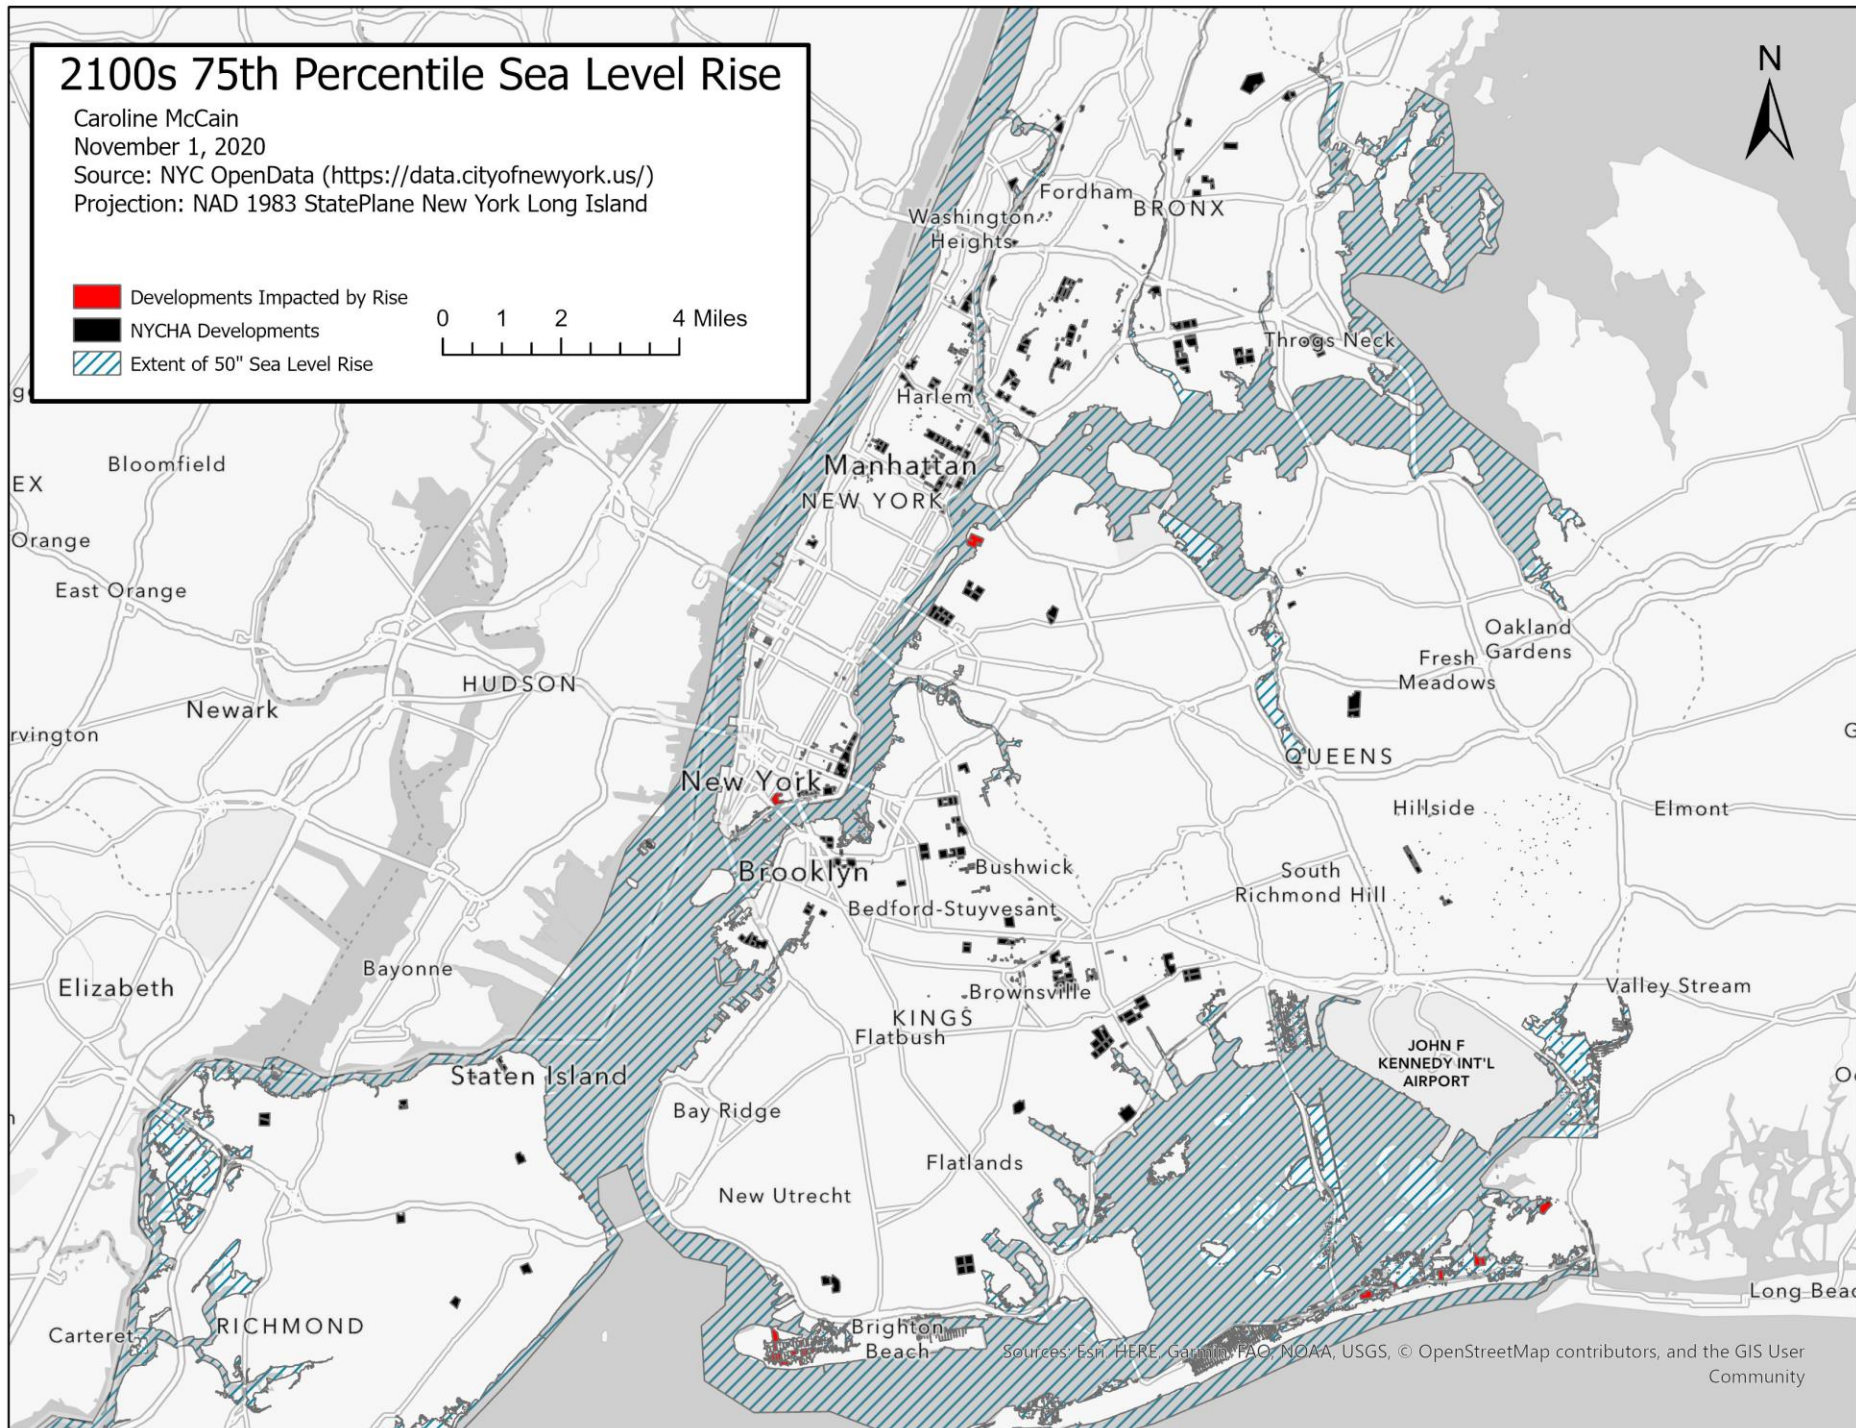 2100s 75th Percentile Sea Level Rise
Caroline McCain
November 1, 2020
Source: NYC OpenData (https://data.cityofnewyork.us/)
Projection: NAD 1983 StatePlane New York Long Island
Developments Impacted by Rise
NYCHA Developments
Extent of 50" Sea Level Rise
0 1 2 4 Miles
N
Fordham
BRONX
Washington
Heights
Throgs Neck
Harlem
Manhattan
NEW YORK
Bloomfield
EX
Orange
East Orange
HUDSON
Newark
rvington
Oakland
Gardens
Fresh
Meadows
QUEENS
New York
Hillside
Elmont
Brooklyn
Bushwick
South
Richmond Hill
Bedford-Stuyvesant
Bayonne
Elizabeth
Brownsville
Valley Stream
KINGS
Flatbush
JOHN F
KENNEDY INT'L
AIRPORT
Staten Island
Bay Ridge
Flatlands
New Utrecht
Long Beac
RICHMOND
Carteret
Brighton
Beach
Sources: Esri, HERE, Garmin, FAO, NOAA, USGS, © OpenStreetMap contributors, and the GIS User
Community